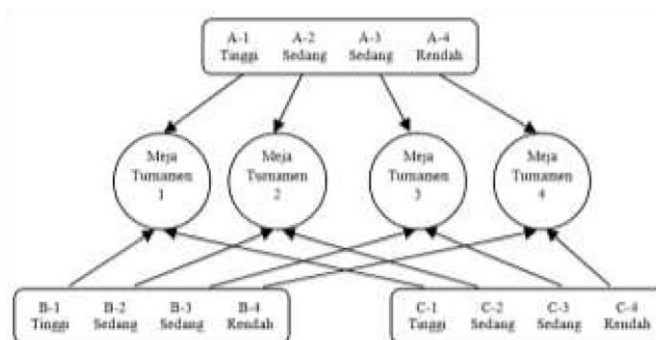 A-1 A-2 A-3 A-4
Tinggi Sedang Sedang Rendah
Meja Turnamen 1
Meja Turnamen 2
Meja Turnamen 3
Meja Turnamen 4
B-1 B-2 B-3 B-4
Tinggi Sedang Sedang Rendah
C-1 C-2 C-3 C-4
Tinggi Sedang Sedang Rendah